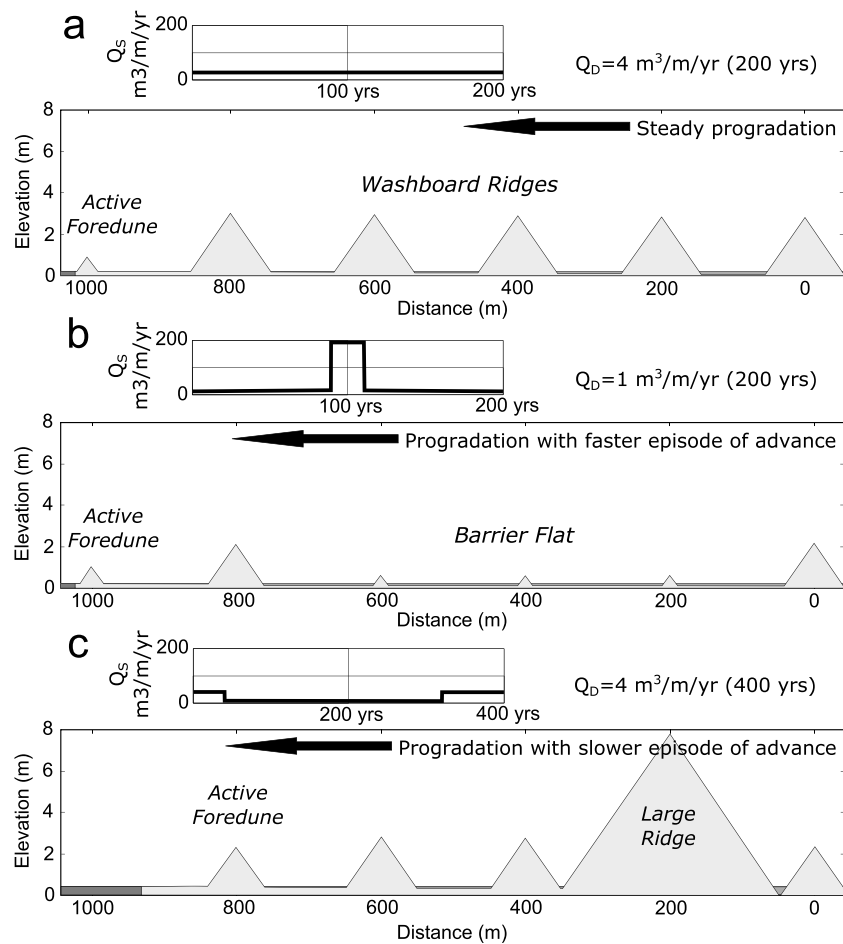 a
Q_S
m3/m/yr
200
0
100 yrs
200 yrs
Q_D=4 m³/m/yr (200 yrs)
Steady progradation
Elevation (m)
8
6
4
2
0
Active
Foredune
Washboard Ridges
1000
800
600
400
200
0
Distance (m)
b
Q_S
m3/m/yr
200
0
100 yrs
200 yrs
Q_D=1 m³/m/yr (200 yrs)
Progradation with faster episode of advance
Elevation (m)
8
6
4
2
0
Active
Foredune
Barrier Flat
1000
800
600
400
200
0
Distance (m)
c
Q_S
m3/m/yr
200
0
200 yrs
400 yrs
Q_D=4 m³/m/yr (400 yrs)
Progradation with slower episode of advance
Elevation (m)
8
6
4
2
0
Active
Foredune
Large
Ridge
1000
800
600
400
200
0
Distance (m)